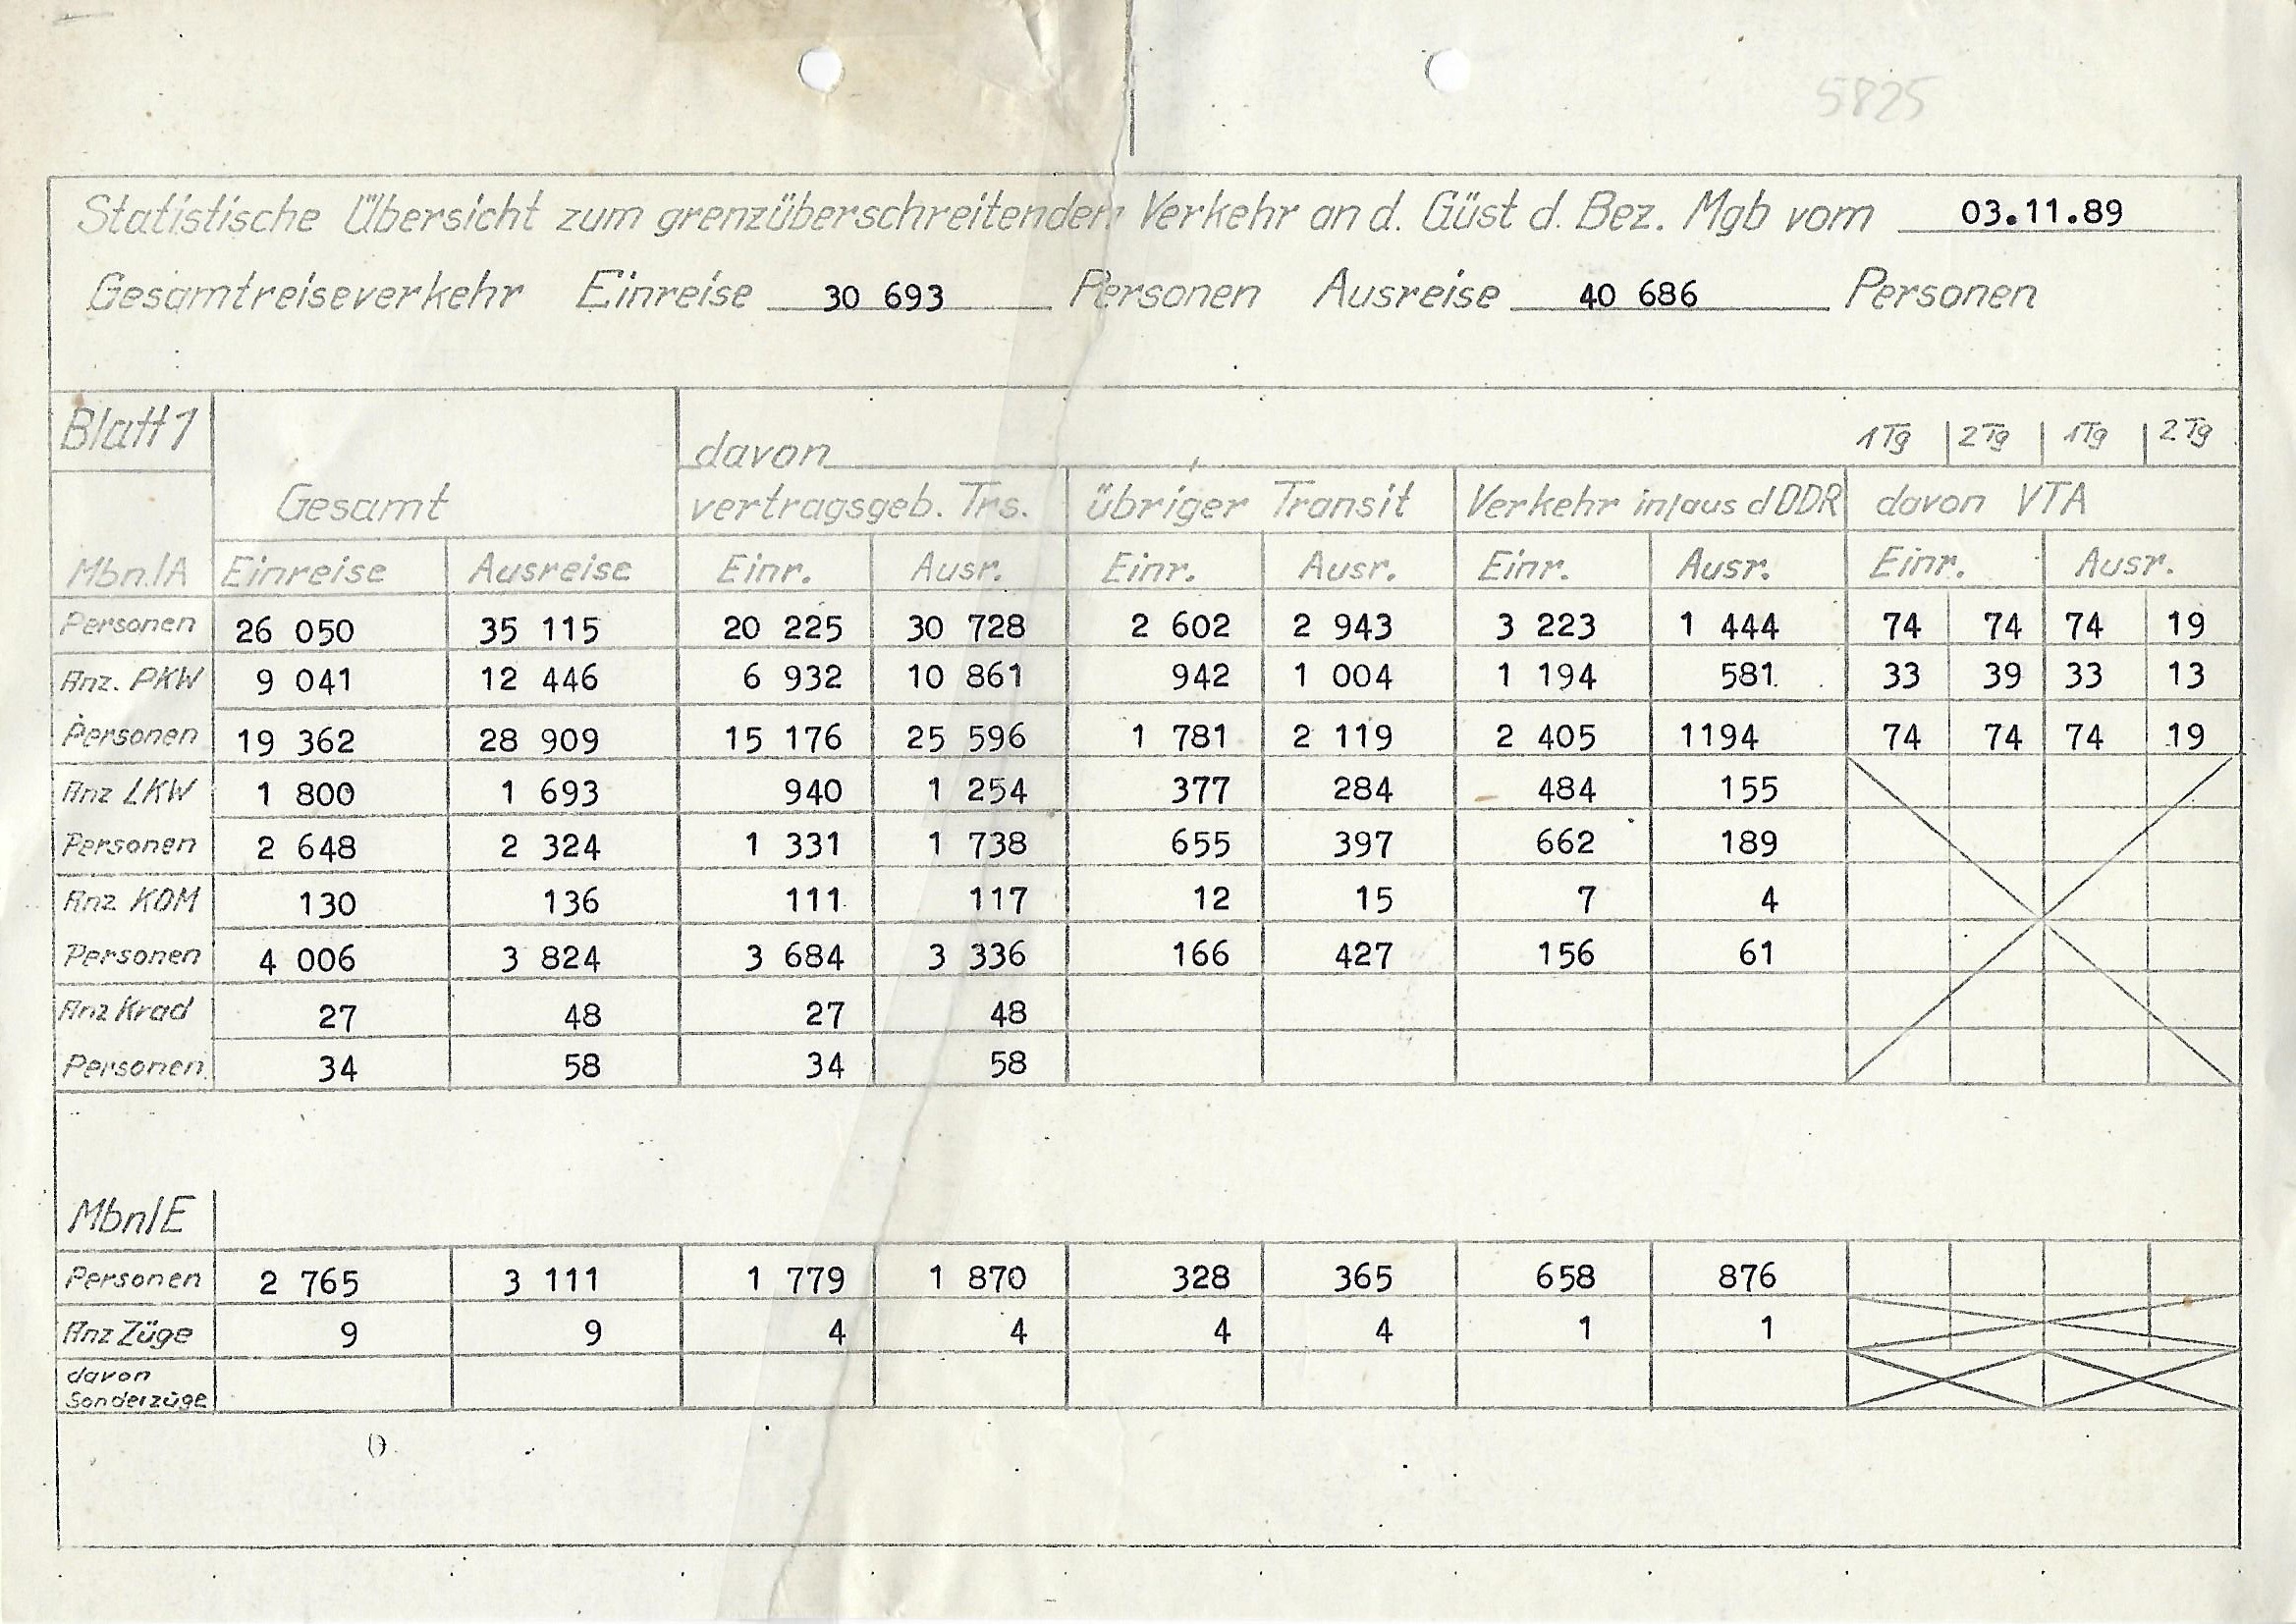 5825
Statistische Übersicht zum grenzüberschreitenden Verkehr an d. Güst d. Bez. Mgb vom 03.11.89
Gesamtreiseverkehr Einreise 30 693 Personen Ausreise 40 686 Personen
Blatt 1 davon 1 Tg 2 Tg 1 Tg 2 Tg
Gesamt vertragsgeb. Trs. übriger Transit Verkehr in/aus d DDR davon VTA
Mbn/A Einreise Ausreise Einr. Ausr. Einr. Ausr. Einr. Ausr. Einr. Ausr.
Personen 26 050 35 115 20 225 30 728 2 602 2 943 3 223 1 444 74 74 74 19
Anz. PKW 9 041 12 446 6 932 10 861 942 1 004 1 194 581 33 39 33 13
Personen 19 362 28 909 15 176 25 596 1 781 2 119 2 405 1194 74 74 74 19
Anz LKW 1 800 1 693 940 1 254 377 284 484 155
Personen 2 648 2 324 1 331 1 738 655 397 662 189
Anz KOM 130 136 111 117 12 15 7 4
Personen 4 006 3 824 3 684 3 336 166 427 156 61
Anz Krad 27 48 27 48
Personen 34 58 34 58
Mbn/E
Personen 2 765 3 111 1 779 1 870 328 365 658 876
Anz Züge 9 9 4 4 4 4 1 1
davon
Sonderzüge